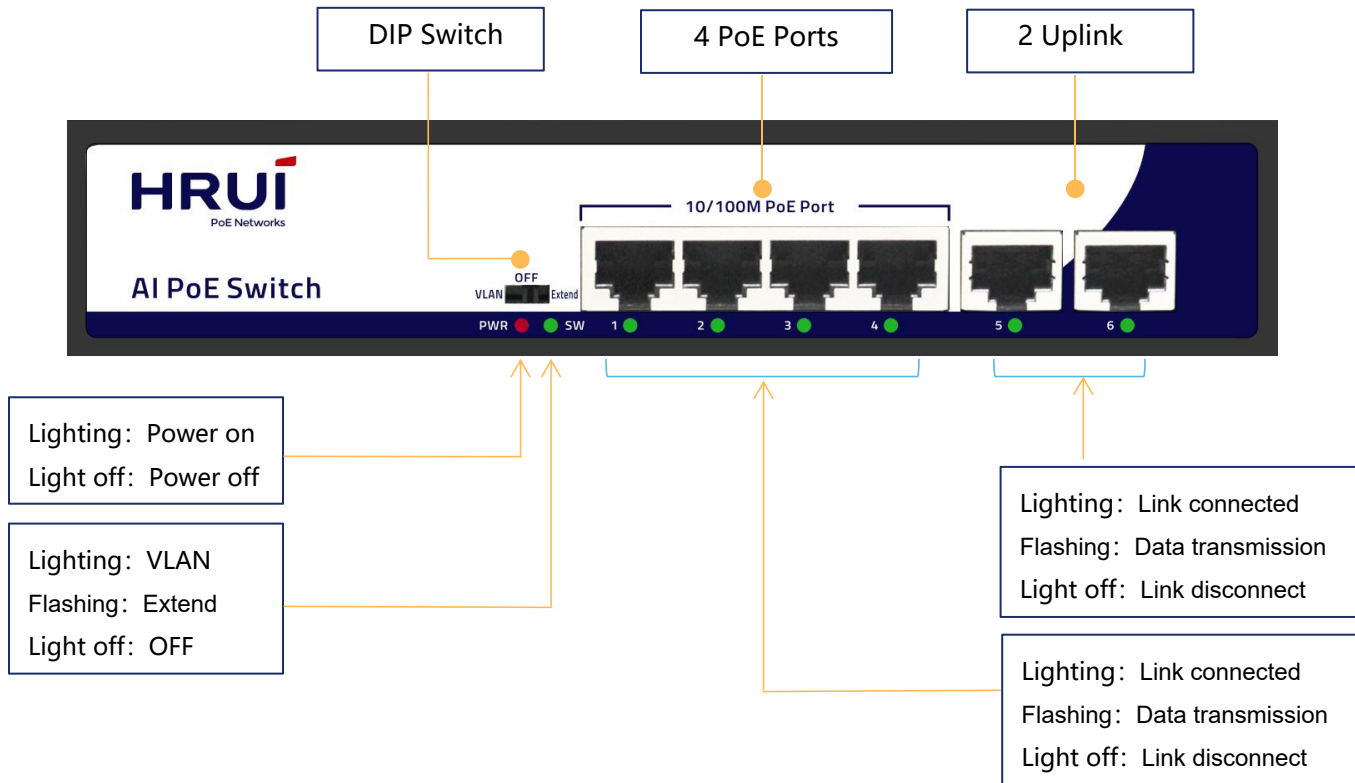 DIP Switch
4 PoE Ports
2 Uplink
HRUI
PoE Networks
10/100M PoE Port
AI PoE Switch
OFF
VLAN
Extend
PWR
SW
1
2
3
4
5
6
Lighting：Power on
Light off：Power off
Lighting：VLAN
Flashing：Extend
Light off：OFF
Lighting：Link connected
Flashing：Data transmission
Light off：Link disconnect
Lighting：Link connected
Flashing：Data transmission
Light off：Link disconnect